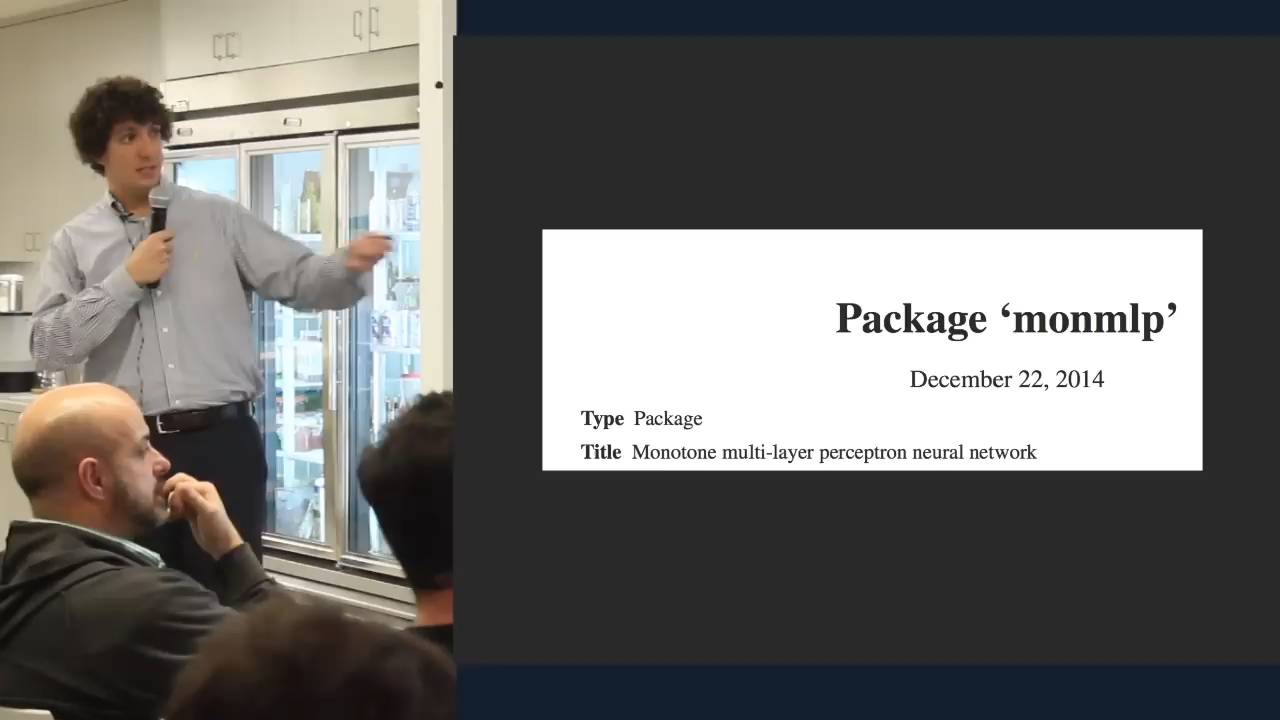 Package ‘monmlp’
December 22, 2014
Type Package
Title Monotone multi-layer perceptron neural network